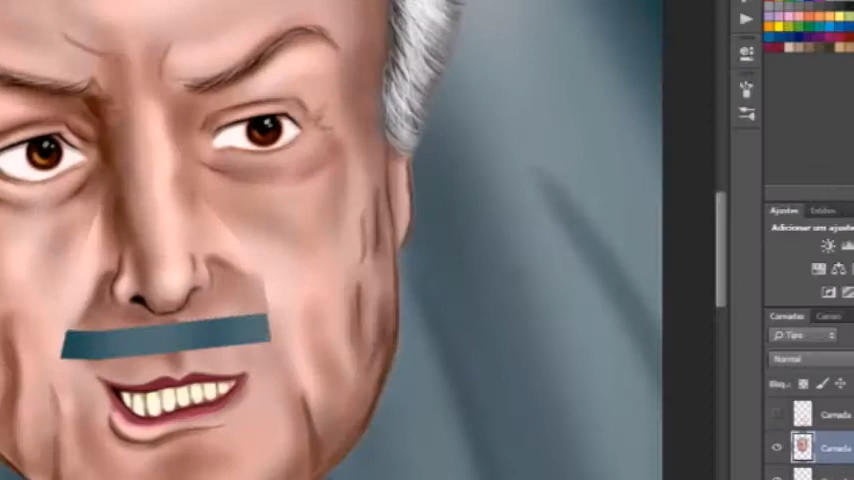 Ajustes Estilos
Adicionar um ajuste
Camadas Canais
Tipo
Normal
Bloq.:
Camada
Camada